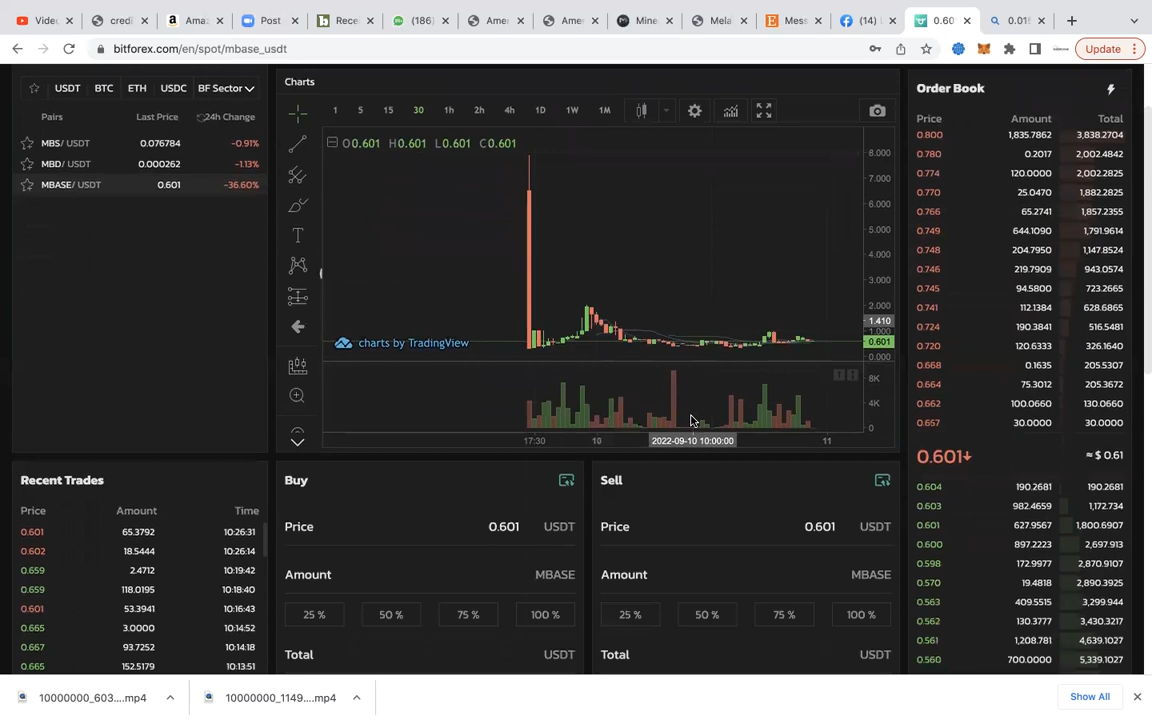 Video credi Amaz Post Rece (186) Amer Amer Mine Mela Mess (14) 0.60 0.015
bitforex.com/en/spot/mbase_usdt Update
USDT BTC ETH USDC BF Sector
Pairs Last Price 24h Change
MBS/ USDT 0.076784 -0.91%
MBD/ USDT 0.000262 -1.13%
MBASE/ USDT 0.601 -36.60%
Charts
1 5 15 30 1h 2h 4h 1D 1W 1M
O0.601 H0.601 L0.601 C0.601
8.000
7.000
6.000
5.000
4.000
3.000
2.000
1.410
1.000
0.601
0.000
charts by TradingView
8K
4K
0
17:30 10 2022-09-10 10:00:00 11
Order Book
Price Amount Total
0.800 1,835.7862 3,838.2704
0.780 0.2017 2,002.4842
0.774 120.0000 2,002.2825
0.770 25.0470 1,882.2825
0.766 65.2741 1,857.2355
0.749 644.1090 1,791.9614
0.748 204.7950 1,147.8524
0.746 219.7909 943.0574
0.745 94.5800 723.2665
0.741 112.1384 628.6865
0.724 190.3841 516.5481
0.720 120.6333 326.1640
0.668 0.1635 205.5307
0.664 75.3012 205.3672
0.662 100.0660 130.0660
0.657 30.0000 30.0000
0.601↓ ≈ $ 0.61
0.604 190.2681 190.2681
0.603 982.4659 1,172.734
0.601 627.9567 1,800.6907
0.600 897.2223 2,697.913
0.598 172.9977 2,870.9107
0.570 19.4818 2,890.3925
0.563 409.5515 3,299.944
0.562 130.3777 3,430.3217
0.561 1,208.781 4,639.1027
0.560 700.0000 5,339.1027
Recent Trades
Price Amount Time
0.601 65.3792 10:26:31
0.602 18.5444 10:26:14
0.659 2.4712 10:19:42
0.659 118.0195 10:18:40
0.601 53.3941 10:16:43
0.665 3.0000 10:14:52
0.667 93.7252 10:14:18
0.665 152.5179 10:13:51
Buy
Price 0.601 USDT
Amount MBASE
25 % 50 % 75 % 100 %
Total USDT
Sell
Price 0.601 USDT
Amount MBASE
25 % 50 % 75 % 100 %
Total USDT
10000000_603....mp4 10000000_1149....mp4 Show All